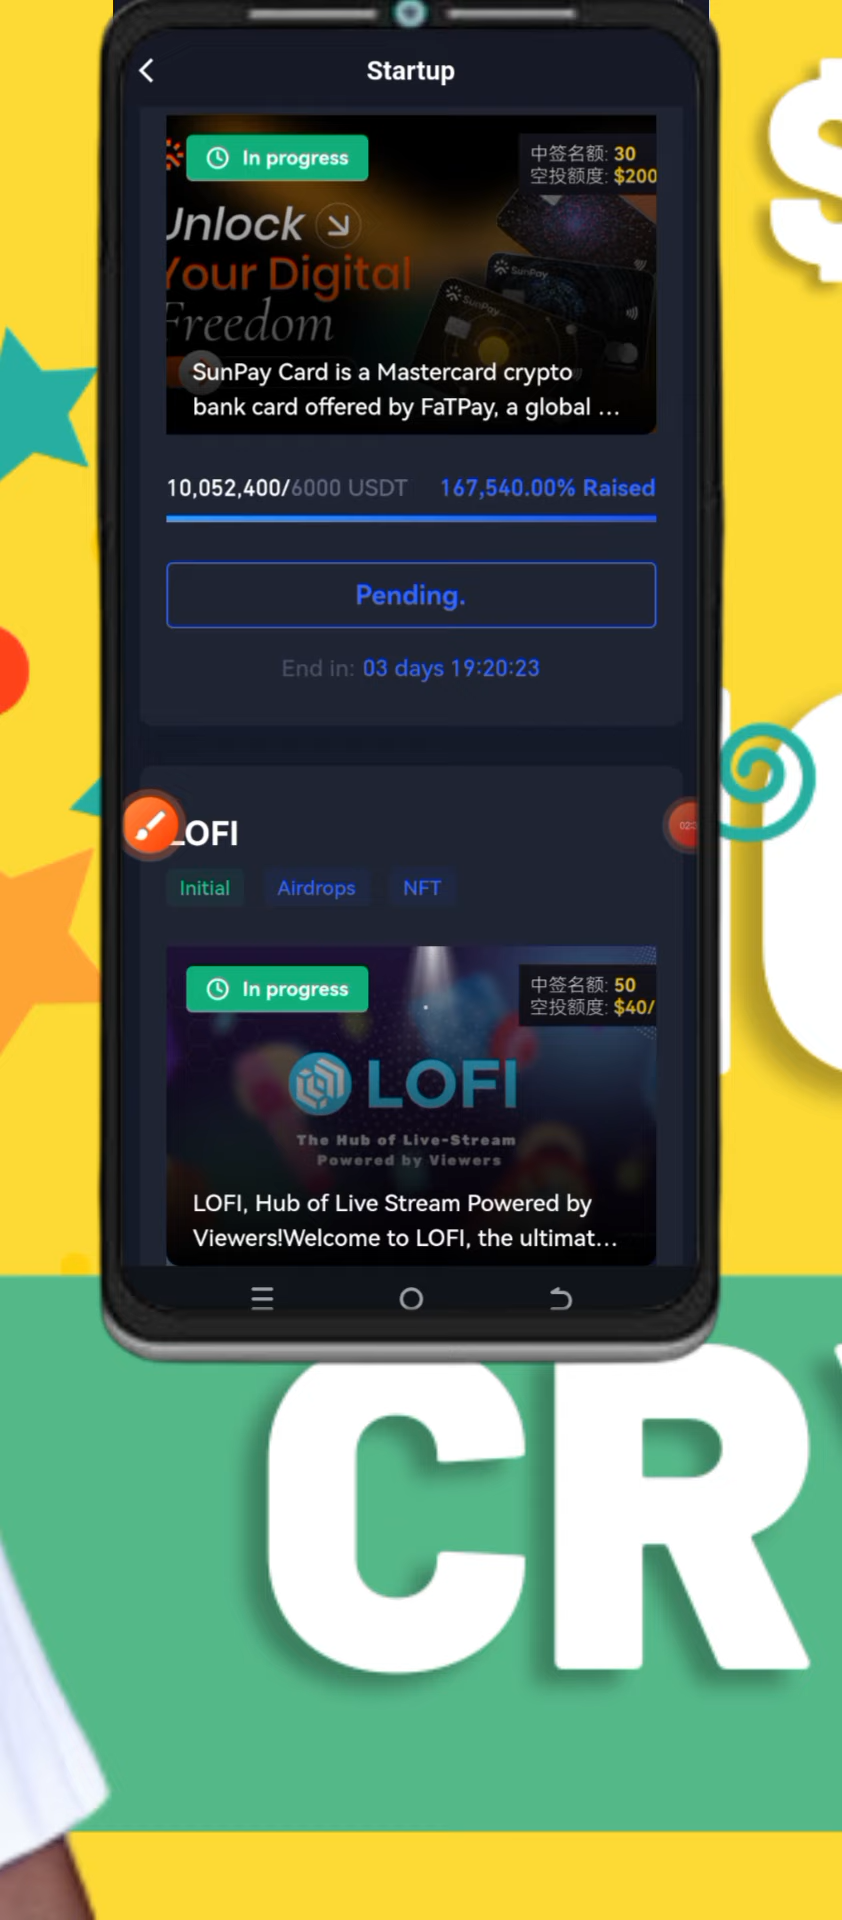 $
Startup
In progress
中签名额: 30
空投额度: $200
Unlock
Your Digital
Freedom
SunPay
SunPay
SunPay Card is a Mastercard crypto
bank card offered by FaTPay, a global ...
10,052,400/6000 USDT
167,540.00% Raised
Pending.
End in: 03 days 19:20:23
LOFI
Initial
Airdrops
NFT
In progress
中签名额: 50
空投额度: $40/
LOFI
The Hub of Live-Stream
Powered by Viewers
LOFI, Hub of Live Stream Powered by
Viewers!Welcome to LOFI, the ultimat...
CR